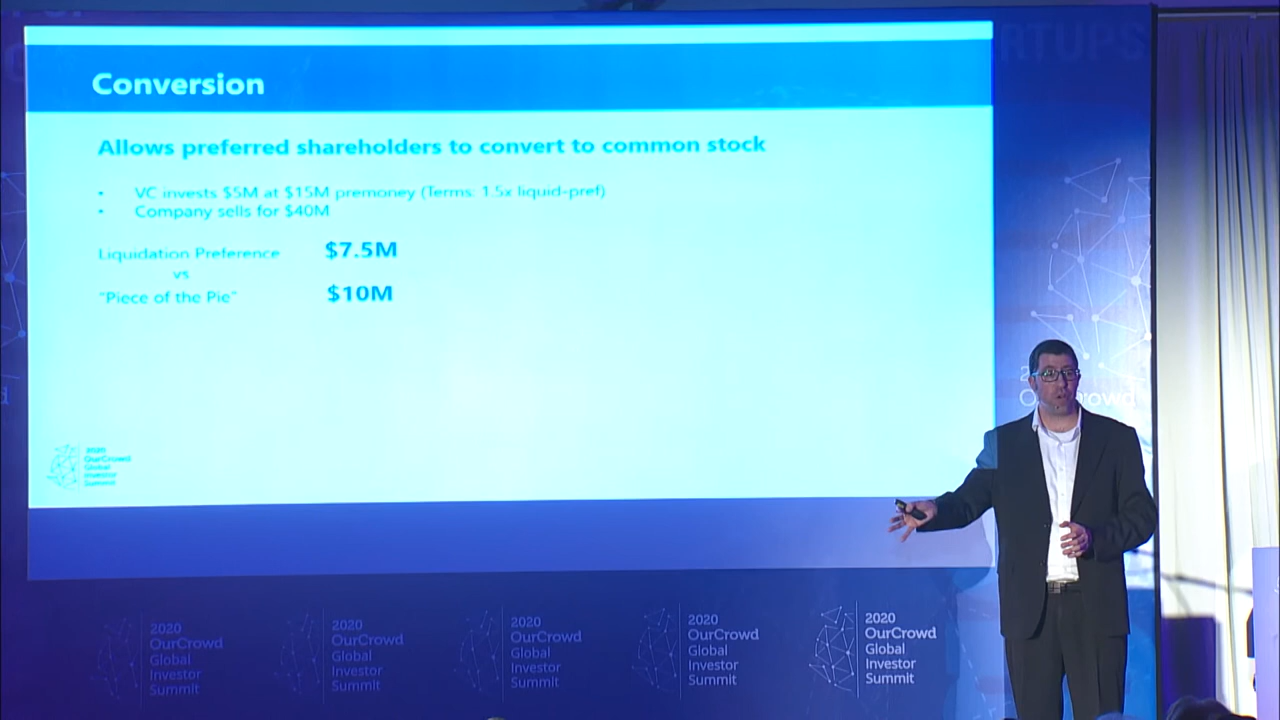 RTUPS
Conversion
Allows preferred shareholders to convert to common stock
• VC invests $5M at $15M premoney (Terms: 1.5x liquid-pref)
• Company sells for $40M
Liquidation Preference $7.5M
vs
"Piece of the Pie" $10M
2020
OurCrowd
Global
Investor
Summit
2020
OurCrowd
Global
Investor
Summit
2020
OurCrowd
Global
Investor
Summit
2020
OurCrowd
Global
Investor
Summit
2020
OurCrowd
Global
Investor
Summit
2020
OurCrowd
Global
Investor
Summit